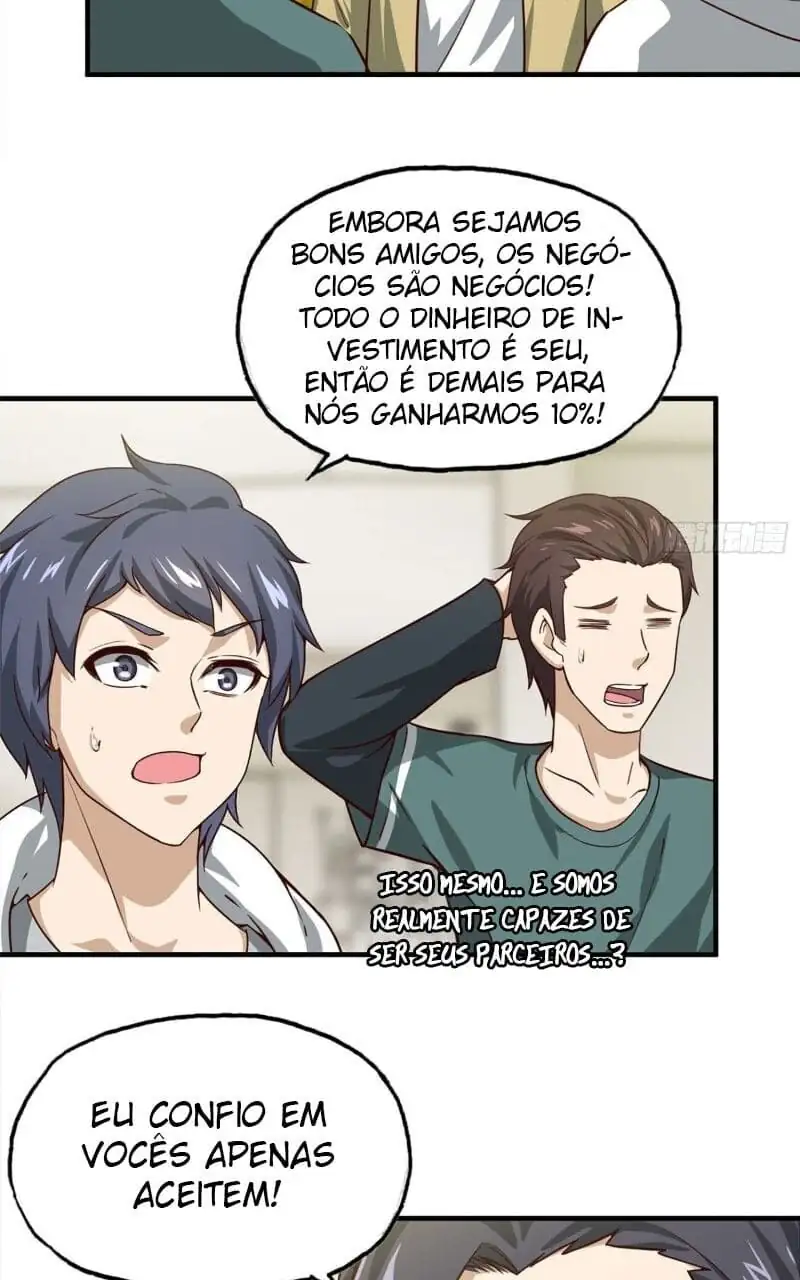 EMBORA SEJAMOS
BONS AMIGOS, OS NEGÓ-
CIOS SÃO NEGÓCIOS!
TODO O DINHEIRO DE IN-
VESTIMENTO É SEU,
ENTÃO É DEMAIS PARA
NÓS GANHARMOS 10%!
ISSO MESMO... E SOMOS
REALMENTE CAPAZES DE
SER SEUS PARCEIROS...?
EU CONFIO EM
VOCÊS APENAS
ACEITEM!